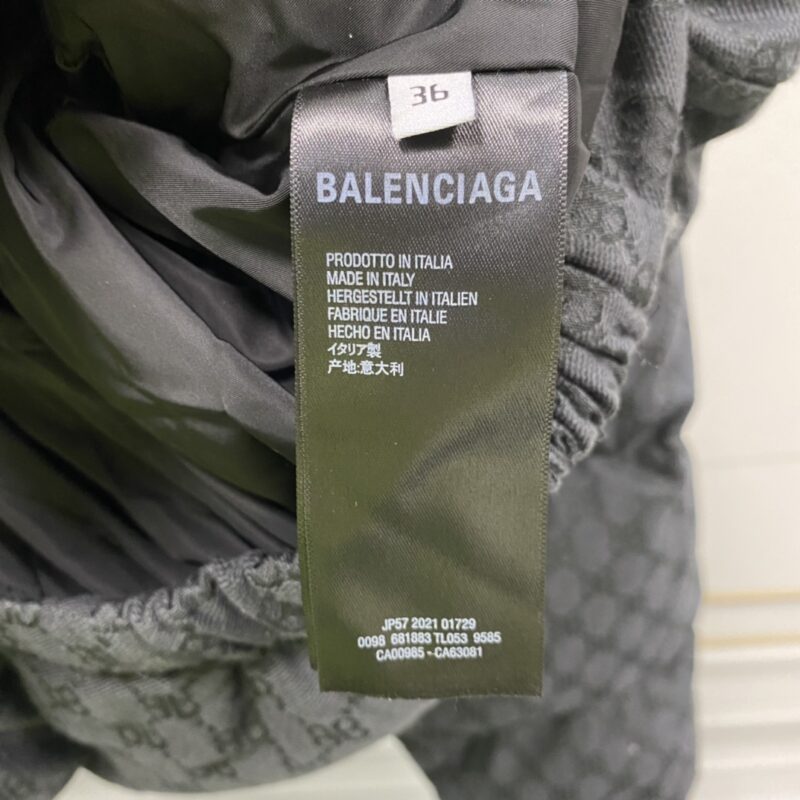 36
BALENCIAGA
PRODOTTO IN ITALIA
MADE IN ITALY
HERGESTELLT IN ITALIEN
FABRIQUE EN ITALIE
HECHO EN ITALIA
イタリア製
产地:意大利
JP57 2021 01729
0098 681883 TL053 9585
CA00985 - CA63081